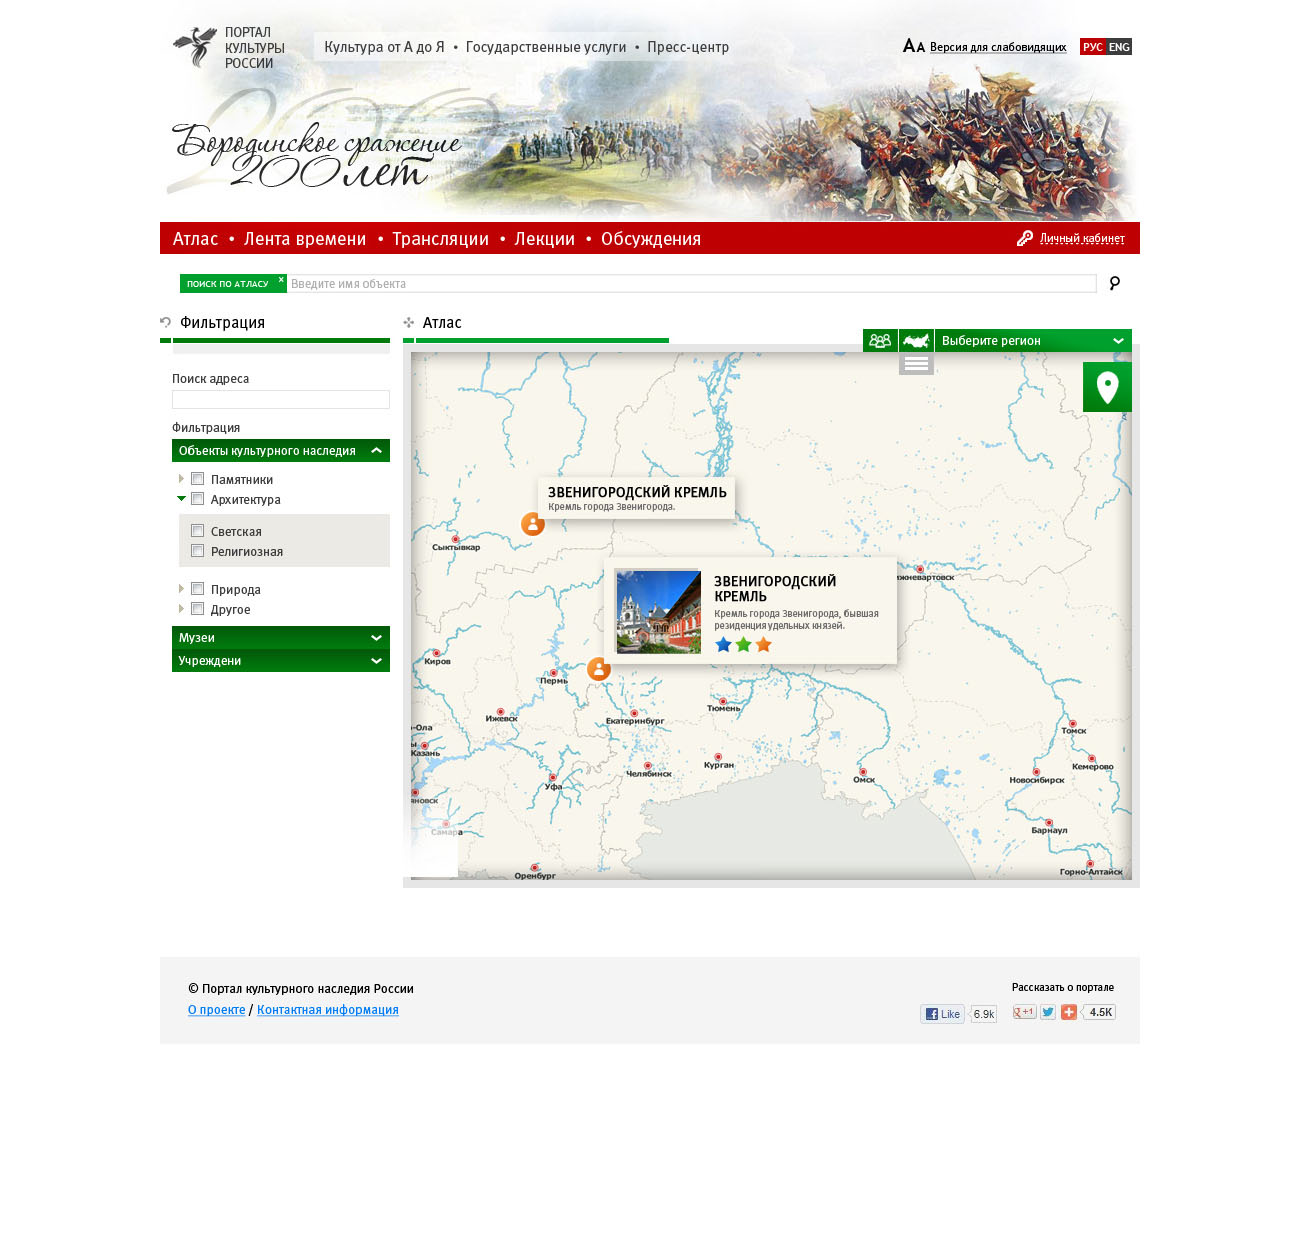 ПОРТАЛ
КУЛЬТУРЫ
РОССИИ
Культура от А до Я • Государственные услуги • Пресс-центр
АА Версия для слабовидящих
РУС ENG
200
Бородинское сражение
200 лет
Атлас • Лента времени • Трансляции • Лекции • Обсуждения
Личный кабинет
ПОИСК ПО АТЛАСУ ×
Введите имя объекта
Фильтрация
Атлас
Выберите регион
Поиск адреса
Фильтрация
Объекты культурного наследия
Памятники
Архитектура
Светская
Религиозная
Природа
Другое
Музеи
Учреждени
ЗВЕНИГОРОДСКИЙ КРЕМЛЬ
Кремль города Звенигорода.
Сыктывкар
ижневартовск
ЗВЕНИГОРОДСКИЙ
КРЕМЛЬ
Кремль города Звенигорода, бывшая
резиденция удельных князей.
Киров
Пермь
Ижевск
Екатеринбург
Тюмень
-Ола
Казань
Томск
Челябинск
Курган
Кемерово
Уфа
Омск
Новосибирск
яновск
Самара
Барнаул
Оренбург
Горно-Алтайск
© Портал культурного наследия России
О проекте / Контактная информация
Рассказать о портале
Like 6.9k
g +1
4.5K